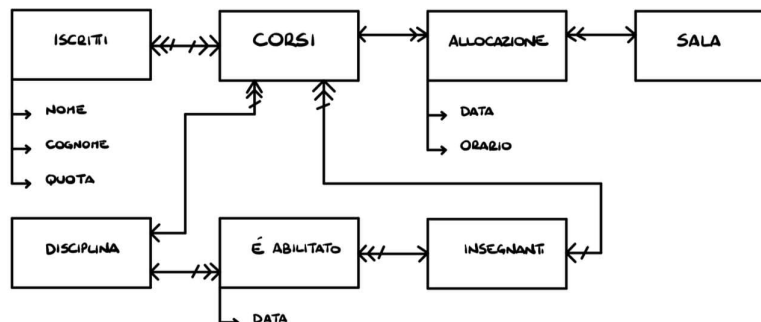 ISCRITTI
CORSI
ALLOCAZIONE
SALA
NOME
COGNOME
QUOTA
DATA
ORARIO
DISCIPLINA
É ABILITATO
INSEGNANTI
DATA